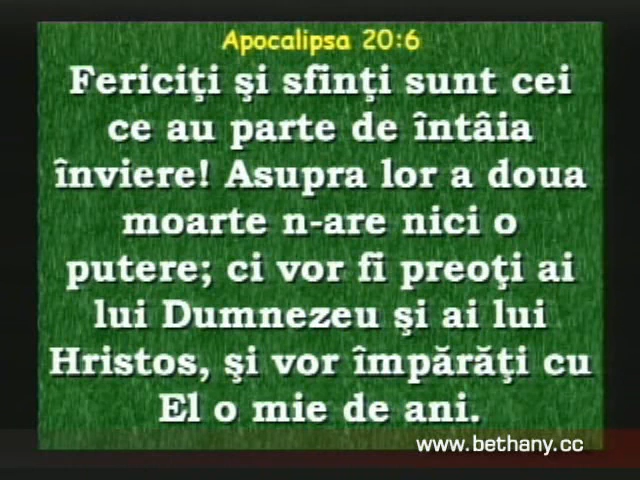 Apocalipsa 20:6
Fericiţi şi sfinţi sunt cei
ce au parte de întâia
înviere! Asupra lor a doua
moarte n-are nici o
putere; ci vor fi preoţi ai
lui Dumnezeu şi ai lui
Hristos, şi vor împărăţi cu
El o mie de ani.
www.bethany.cc